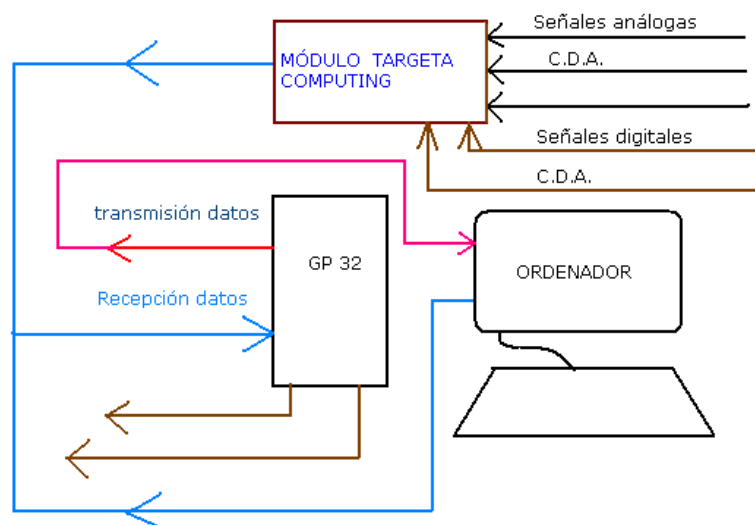 Señales análogas
MÓDULO TARGETA
COMPUTING
C.D.A.
Señales digitales
C.D.A.
transmisión datos
GP 32
ORDENADOR
Recepción datos